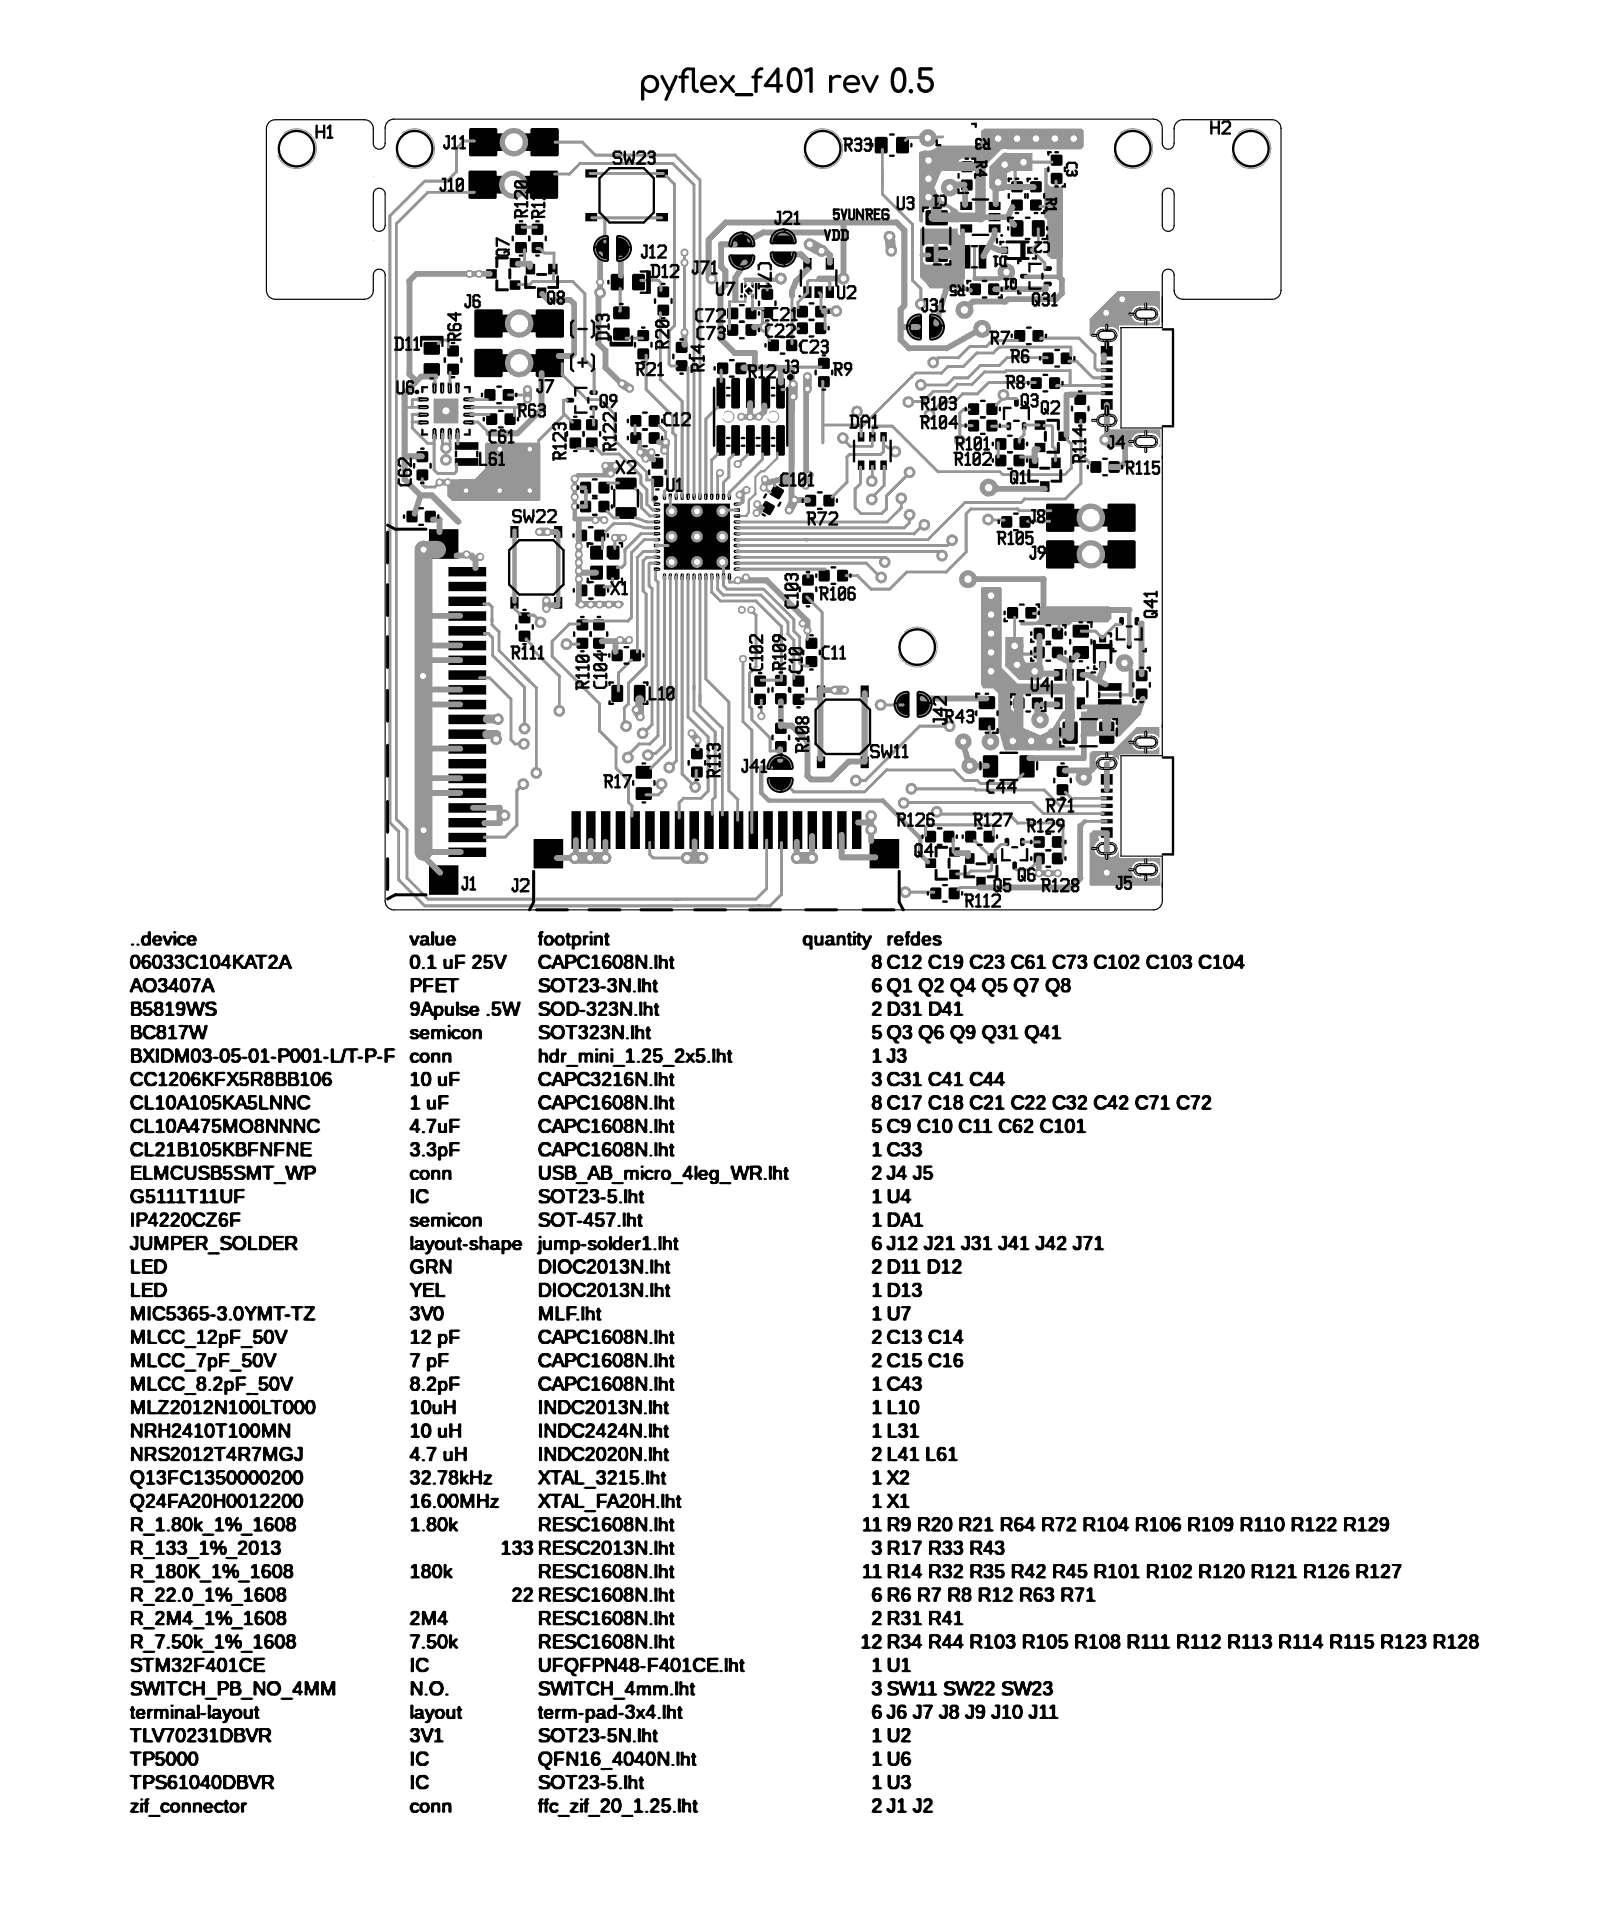 pyflex_f401 rev 0.5
H1
H2
J11
R33
R3
SW23
R4
C3
J10
R120
U3
C1
R1
5VUNREG
J21
VDD
Q7
J12
C2
J71
D12
C71
D1
U7
U2
R5
Q1
Q31
Q8
J6
J31
R64
D13
R20
C72
C21
C73
C22
R7
D11
R14
C23
R6
R21
J3
U6
J7
R12
R9
R8
Q9
R103
Q3
Q2
R63
R104
C12
DA1
R114
C61
R123
R122
R101
J4
L61
R102
C62
X2
R115
U1
C101
Q1
SW22
R72
J8
R105
J9
X1
C103
R106
Q41
R111
R110
C104
C102
R109
C10
C11
L10
U4
J42
R43
R108
R113
SW11
J41
R17
C44
R71
R126
R127
R129
Q4
J1
J2
Q6
Q5
R128
J5
R112
..device value footprint quantity refdes
06033C104KAT2A 0.1 uF 25V CAPC1608N.lht 8 C12 C19 C23 C61 C73 C102 C103 C104
AO3407A PFET SOT23-3N.lht 6 Q1 Q2 Q4 Q5 Q7 Q8
B5819WS 9Apulse .5W SOD-323N.lht 2 D31 D41
BC817W semicon SOT323N.lht 5 Q3 Q6 Q9 Q31 Q41
BXIDM03-05-01-P001-L/T-P-F conn hdr_mini_1.25_2x5.lht 1 J3
CC1206KFX5R8BB106 10 uF CAPC3216N.lht 3 C31 C41 C44
CL10A105KA5LNNC 1 uF CAPC1608N.lht 8 C17 C18 C21 C22 C32 C42 C71 C72
CL10A475MO8NNNC 4.7uF CAPC1608N.lht 5 C9 C10 C11 C62 C101
CL21B105KBFNFNE 3.3pF CAPC1608N.lht 1 C33
ELMCUSB5SMT_WP conn USB_AB_micro_4leg_WR.lht 2 J4 J5
G5111T11UF IC SOT23-5.lht 1 U4
IP4220CZ6F semicon SOT-457.lht 1 DA1
JUMPER_SOLDER layout-shape jump-solder1.lht 6 J12 J21 J31 J41 J42 J71
LED GRN DIOC2013N.lht 2 D11 D12
LED YEL DIOC2013N.lht 1 D13
MIC5365-3.0YMT-TZ 3V0 MLF.lht 1 U7
MLCC_12pF_50V 12 pF CAPC1608N.lht 2 C13 C14
MLCC_7pF_50V 7 pF CAPC1608N.lht 2 C15 C16
MLCC_8.2pF_50V 8.2pF CAPC1608N.lht 1 C43
MLZ2012N100LT000 10uH INDC2013N.lht 1 L10
NRH2410T100MN 10 uH INDC2424N.lht 1 L31
NRS2012T4R7MGJ 4.7 uH INDC2020N.lht 2 L41 L61
Q13FC1350000200 32.78kHz XTAL_3215.lht 1 X2
Q24FA20H0012200 16.00MHz XTAL_FA20H.lht 1 X1
R_1.80k_1%_1608 1.80k RESC1608N.lht 11 R9 R20 R21 R64 R72 R104 R106 R109 R110 R122 R129
R_133_1%_2013 133 RESC2013N.lht 3 R17 R33 R43
R_180K_1%_1608 180k RESC1608N.lht 11 R14 R32 R35 R42 R45 R101 R102 R120 R121 R126 R127
R_22.0_1%_1608 22 RESC1608N.lht 6 R6 R7 R8 R12 R63 R71
R_2M4_1%_1608 2M4 RESC1608N.lht 2 R31 R41
R_7.50k_1%_1608 7.50k RESC1608N.lht 12 R34 R44 R103 R105 R108 R111 R112 R113 R114 R115 R123 R128
STM32F401CE IC UFQFPN48-F401CE.lht 1 U1
SWITCH_PB_NO_4MM N.O. SWITCH_4mm.lht 3 SW11 SW22 SW23
terminal-layout layout term-pad-3x4.lht 6 J6 J7 J8 J9 J10 J11
TLV70231DBVR 3V1 SOT23-5N.lht 1 U2
TP5000 IC QFN16_4040N.lht 1 U6
TPS61040DBVR IC SOT23-5.lht 1 U3
zif_connector conn ffc_zif_20_1.25.lht 2 J1 J2